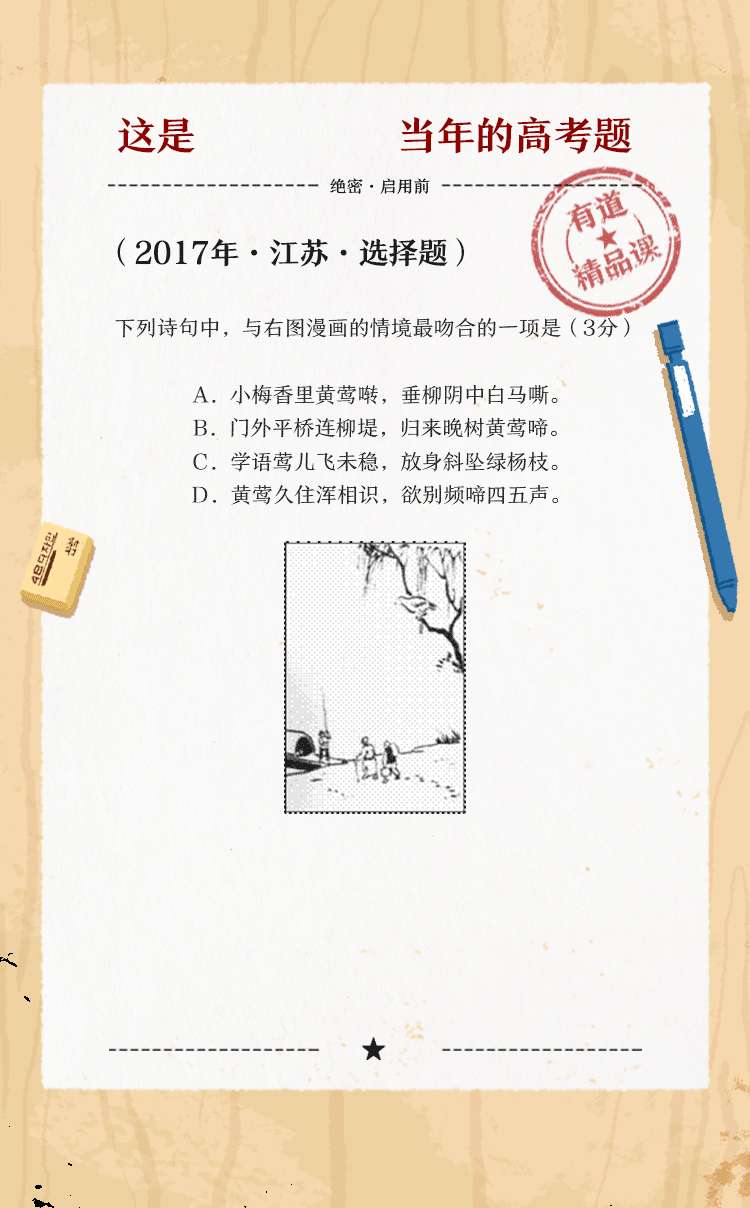 这是 当年的高考题
绝密·启用前
有道
精品课
（2017年·江苏·选择题）
下列诗句中，与右图漫画的情境最吻合的一项是（3分）
A. 小梅香里黄莺啭，垂柳阴中白马嘶。
B. 门外平桥连柳堤，归来晚树黄莺啼。
C. 学语莺儿飞未稳，放身斜坠绿杨枝。
D. 黄莺久住浑相识，欲别频啼四五声。